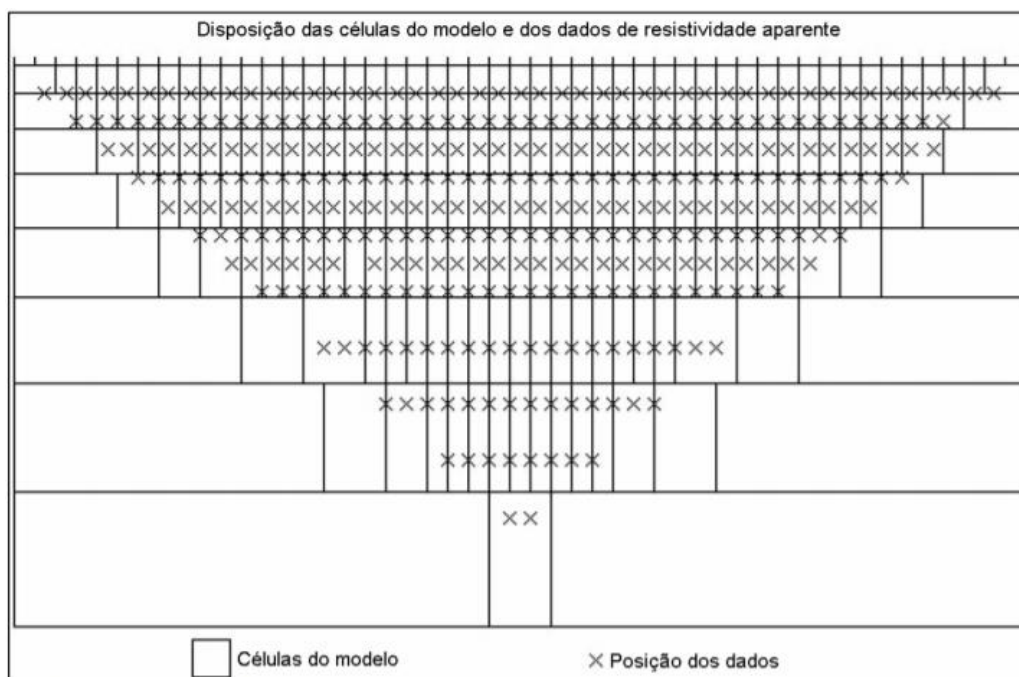 Disposição das células do modelo e dos dados de resistividade aparente
Células do modelo
Posição dos dados